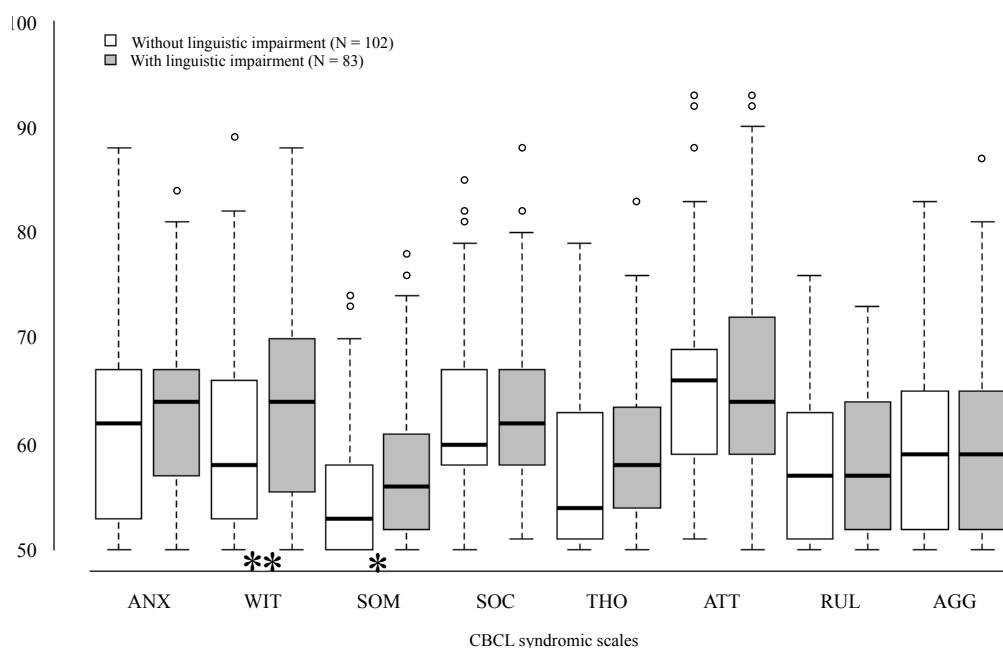 100
Without linguistic impairment (N = 102)
With linguistic impairment (N = 83)
90
80
70
60
50
** *
ANX WIT SOM SOC THO ATT RUL AGG
CBCL syndromic scales